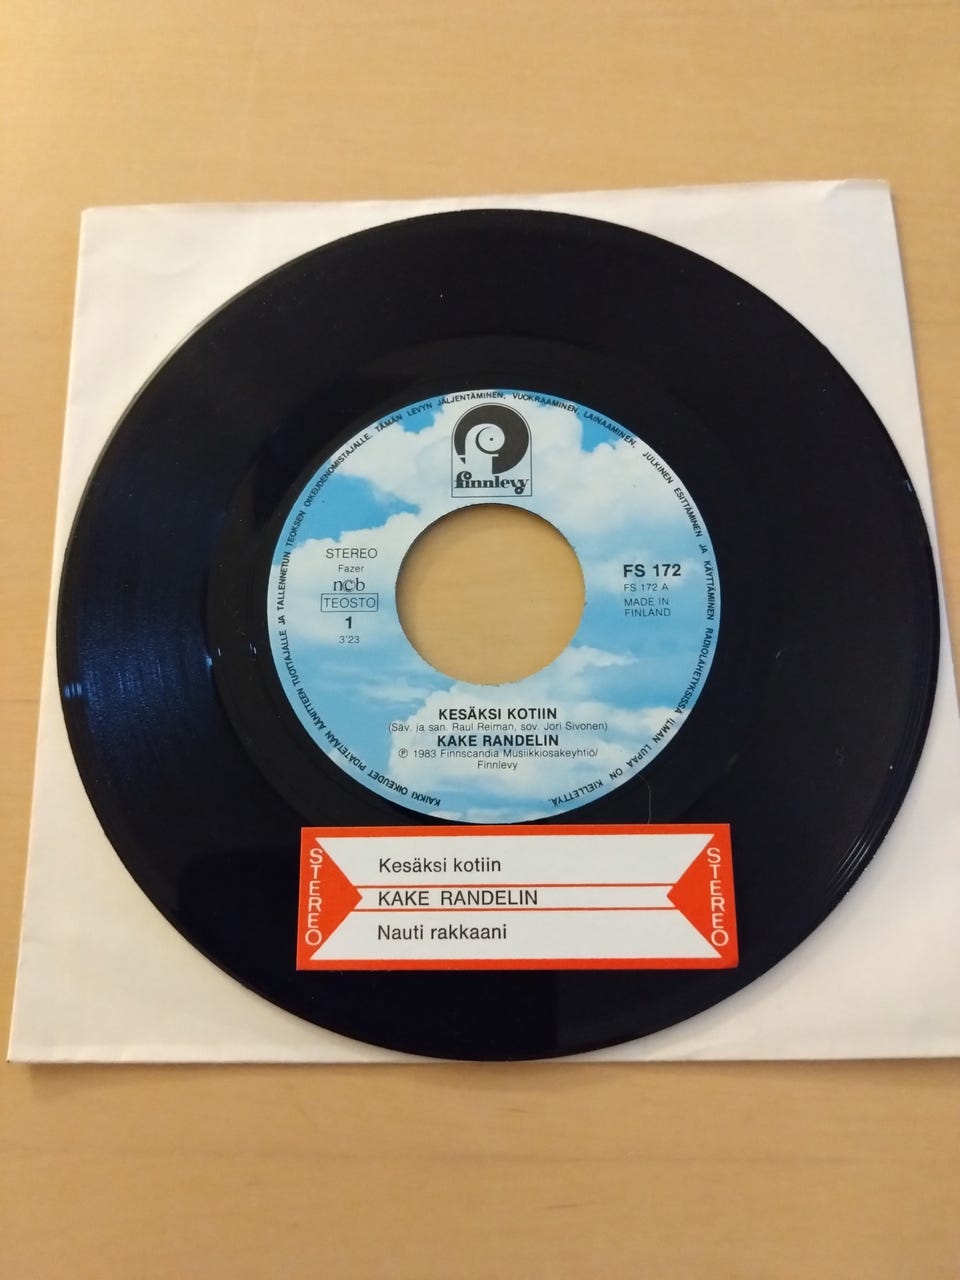 KAIKKI OIKEUDET PIDÄTETÄÄN ÄÄNITTEEN TUOTTAJALLE JA TALLENNETUN TEOKSEN OIKEUDENOMISTAJALLE. TÄMÄN LEVYN JÄLJENTÄMINEN, VUOKRAAMINEN, LAINAAMINEN, JULKINEN ESITTÄMINEN JA KÄYTTÄMINEN RADIOLÄHETYKSISSÄ ILMAN LUPAA ON KIELLETTYÄ.
finnlevy
STEREO
Fazer
ncb
TEOSTO
1
3'23
FS 172
FS 172 A
MADE IN
FINLAND
KESÄKSI KOTIIN
(Säv. ja san. Raul Reiman, sov. Jori Sivonen)
KAKE RANDELIN
℗ 1983 Finnscandia Musiikkiosakeyhtiö/
Finnlevy
STEREO
Kesäksi kotiin
KAKE RANDELIN
Nauti rakkaani
STEREO